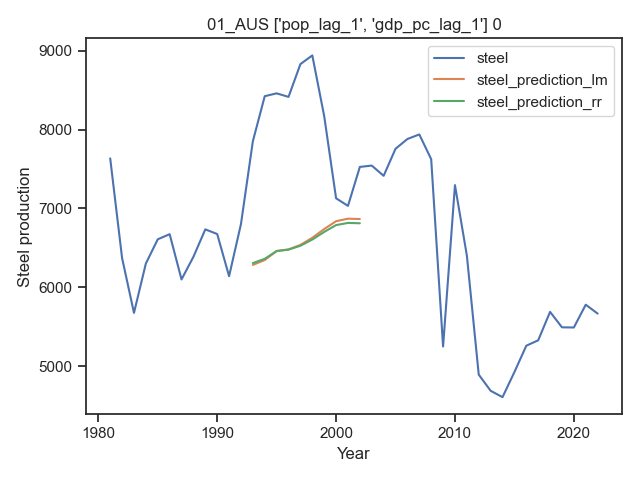 01_AUS ['pop_lag_1', 'gdp_pc_lag_1'] 0
steel
steel_prediction_lm
steel_prediction_rr
Steel production
9000
8000
7000
6000
5000
1980
1990
2000
2010
2020
Year